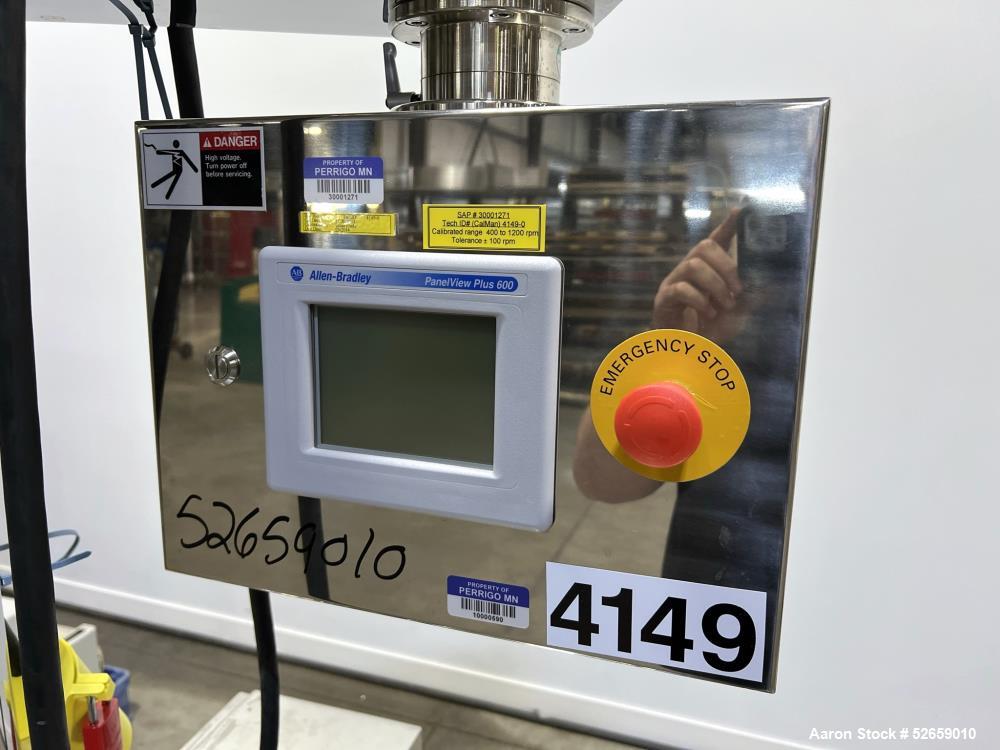 DANGER
High voltage.
Turn power off
before servicing.
PROPERTY OF
PERRIGO MN
30001271
SAP # 30001271
Tech ID# (CalMan) 4149-0
Calibrated range 400 to 1200 rpm
Tolerance ± 100 rpm
AB Allen-Bradley PanelView Plus 600
EMERGENCY STOP
52659010
PROPERTY OF
PERRIGO MN
10000590
4149
Aaron Stock # 52659010